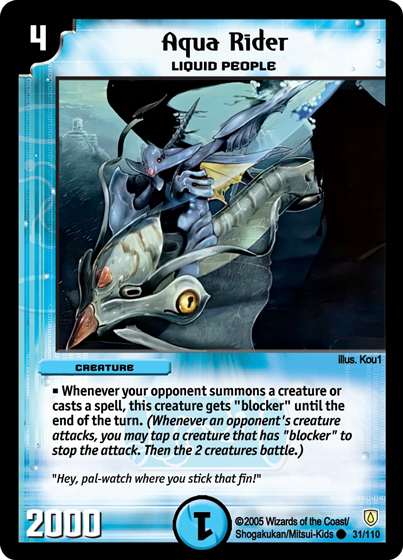 4
Aqua Rider
LIQUID PEOPLE
illus. Kou1
CREATURE
▪ Whenever your opponent summons a creature or
casts a spell, this creature gets "blocker" until the
end of the turn. (Whenever an opponent's creature
attacks, you may tap a creature that has "blocker" to
stop the attack. Then the 2 creatures battle.)
"Hey, pal-watch where you stick that fin!"
2000
1
©2005 Wizards of the Coast/
Shogakukan/Mitsui-Kids ● 31/110